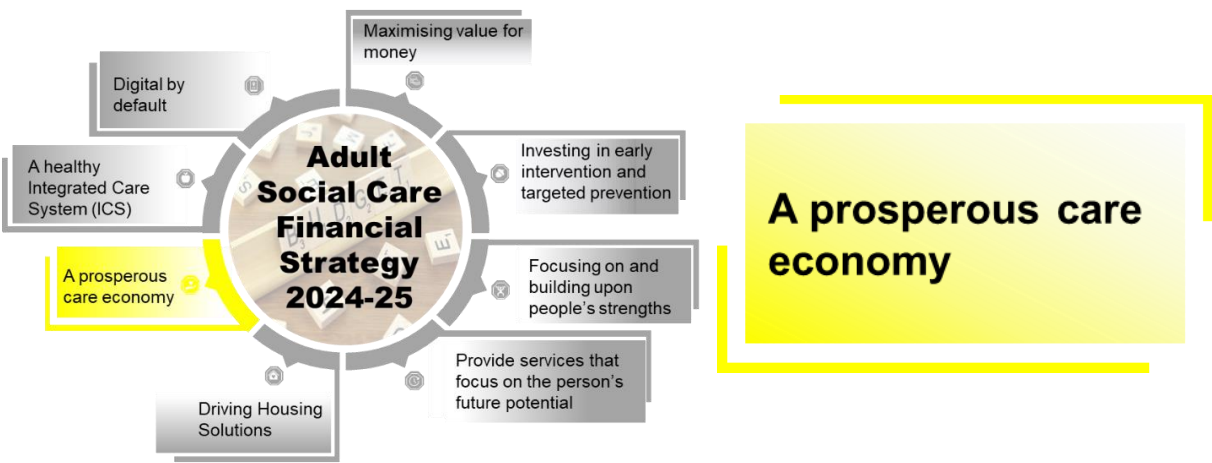 Maximising value for
money
Digital by
default
Investing in early
intervention and
targeted prevention
A healthy
Integrated Care
System (ICS)
Adult
Social Care
Financial
Strategy
2024-25
A prosperous
care economy
Focusing on and
building upon
people's strengths
Provide services that
focus on the person's
future potential
Driving Housing
Solutions
A prosperous care
economy
BUDGET